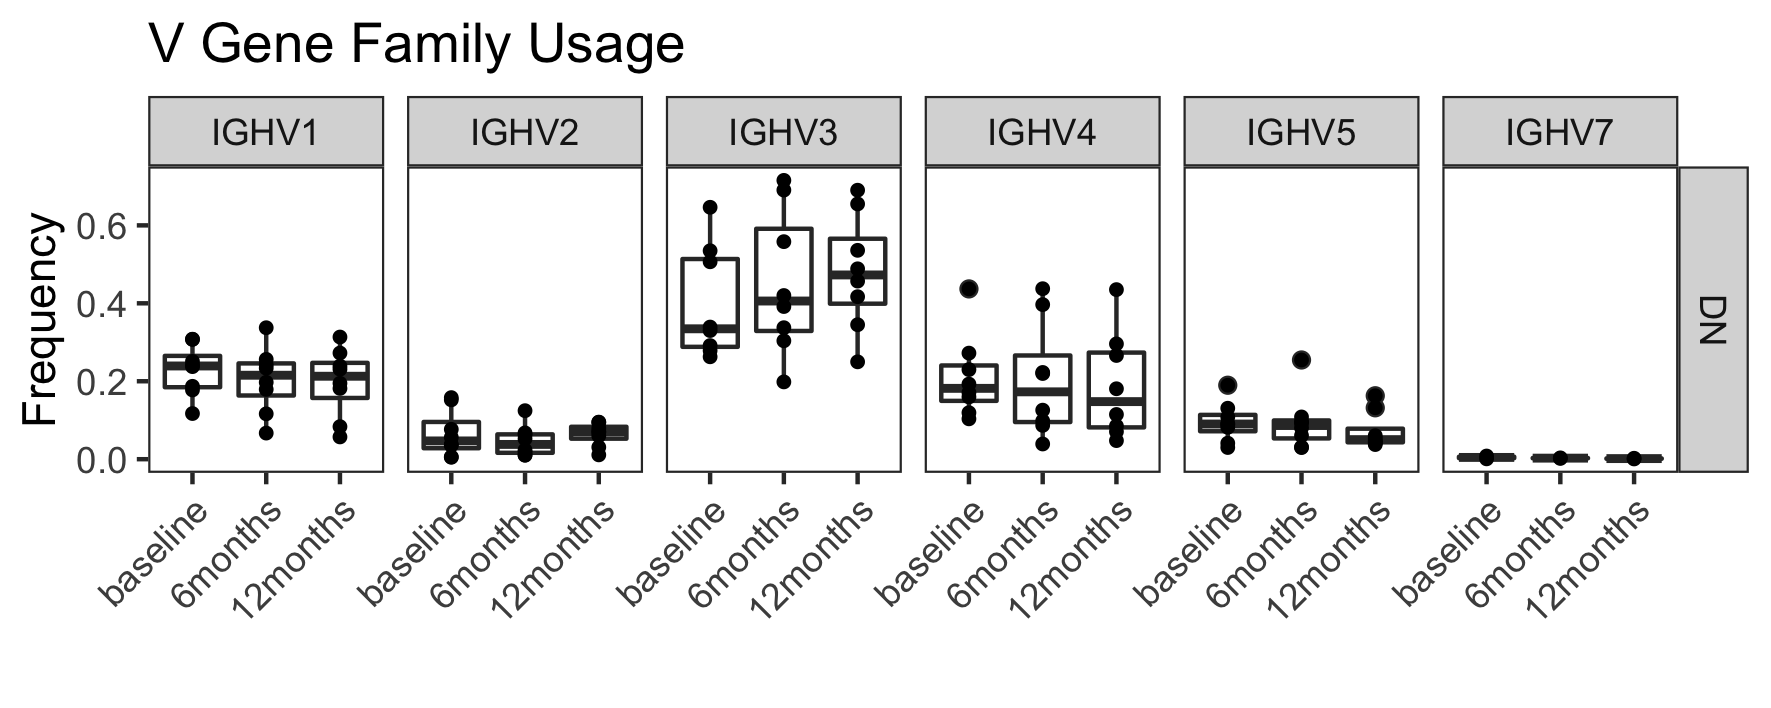 V Gene Family Usage
IGHV1 IGHV2 IGHV3 IGHV4 IGHV5 IGHV7
Frequency
0.6
0.4
0.2
0.0
DN
baseline 6months 12months baseline 6months 12months baseline 6months 12months baseline 6months 12months baseline 6months 12months baseline 6months 12months